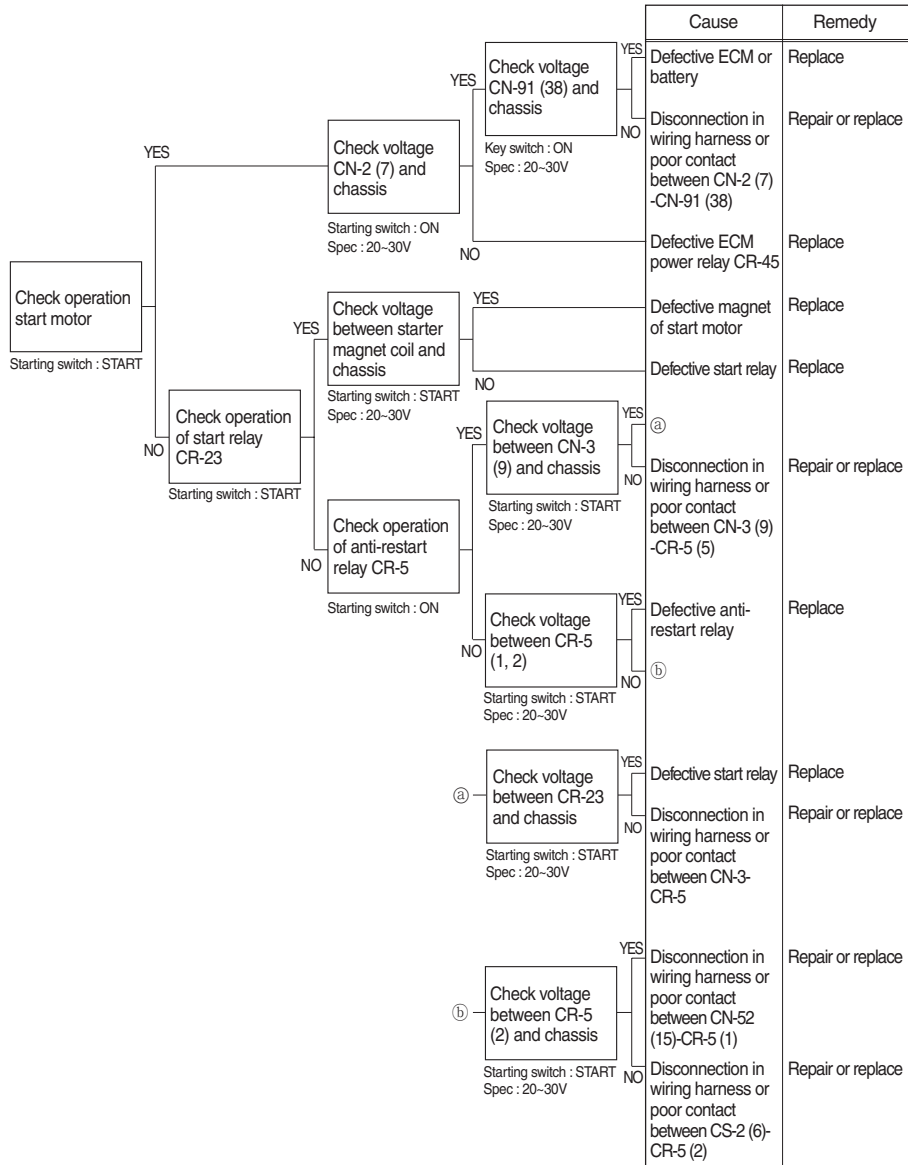 Cause
Remedy
Check operation
start motor
Starting switch : START
YES
Check voltage
CN-2 (7) and
chassis
Starting switch : ON
Spec : 20~30V
YES
Check voltage
CN-91 (38) and
chassis
Key switch : ON
Spec : 20~30V
YES
Defective ECM or
battery
Replace
NO
Disconnection in
wiring harness or
poor contact
between CN-2 (7)
-CN-91 (38)
Repair or replace
NO
Defective ECM
power relay CR-45
Replace
NO
Check operation
of start relay
CR-23
Starting switch : START
YES
Check voltage
between starter
magnet coil and
chassis
Starting switch : START
Spec : 20~30V
YES
Defective magnet
of start motor
Replace
NO
Defective start relay
Replace
NO
Check operation
of anti-restart
relay CR-5
Starting switch : ON
YES
Check voltage
between CN-3
(9) and chassis
Starting switch : START
Spec : 20~30V
YES
ⓐ
NO
Disconnection in
wiring harness or
poor contact
between CN-3 (9)
-CR-5 (5)
Repair or replace
NO
Check voltage
between CR-5
(1, 2)
Starting switch : START
Spec : 20~30V
YES
Defective anti-
restart relay
Replace
NO
ⓑ
ⓐ
Check voltage
between CR-23
and chassis
Starting switch : START
Spec : 20~30V
YES
Defective start relay
Replace
NO
Disconnection in
wiring harness or
poor contact
between CN-3-
CR-5
Repair or replace
ⓑ
Check voltage
between CR-5
(2) and chassis
Starting switch : START
Spec : 20~30V
YES
Disconnection in
wiring harness or
poor contact
between CN-52
(15)-CR-5 (1)
Repair or replace
NO
Disconnection in
wiring harness or
poor contact
between CS-2 (6)-
CR-5 (2)
Repair or replace